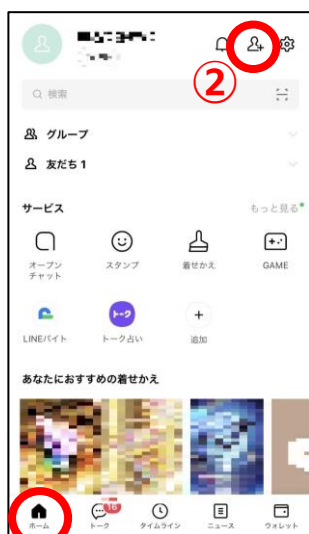 ②
検索
グループ
友だち 1
サービス
もっと見る
オープン
チャット
スタンプ
着せかえ
GAME
LINEバイト
トーク占い
追加
あなたにおすすめの着せかえ
16
ホーム
トーク
タイムライン
ニュース
ウォレット